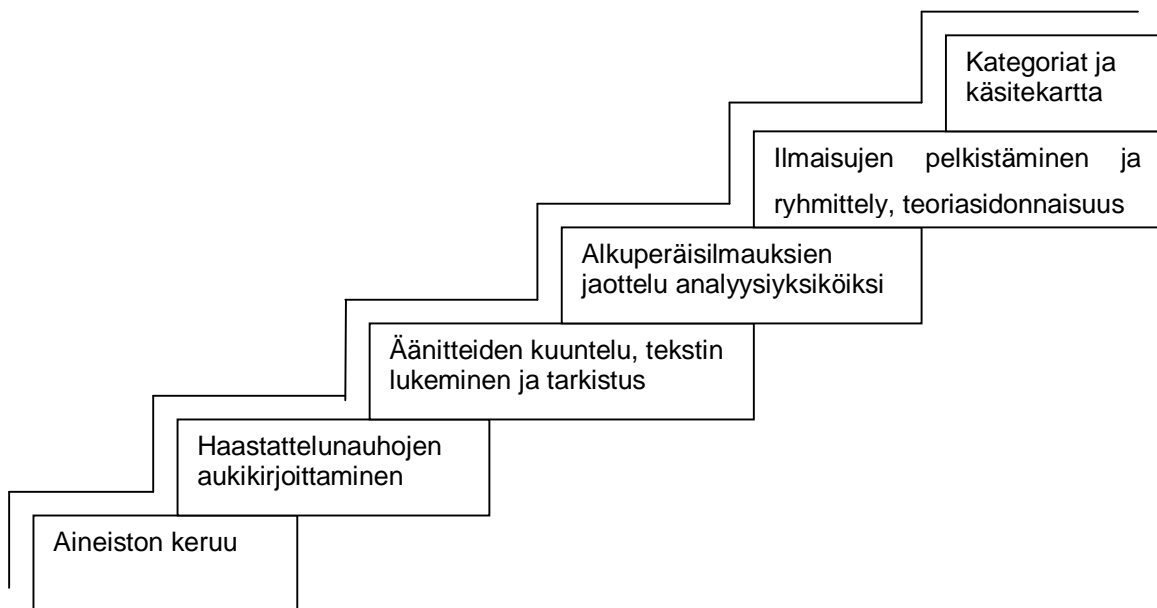 Kategoriat ja
käsitekartta
Ilmaisujen pelkistäminen ja
ryhmittely, teoriasidonnaisuus
Alkuperäisilmauksien
jaottelu analyysiyksiköiksi
Äänitteiden kuuntelu, tekstin
lukeminen ja tarkistus
Haastattelunauhojen
aukikirjoittaminen
Aineiston keruu